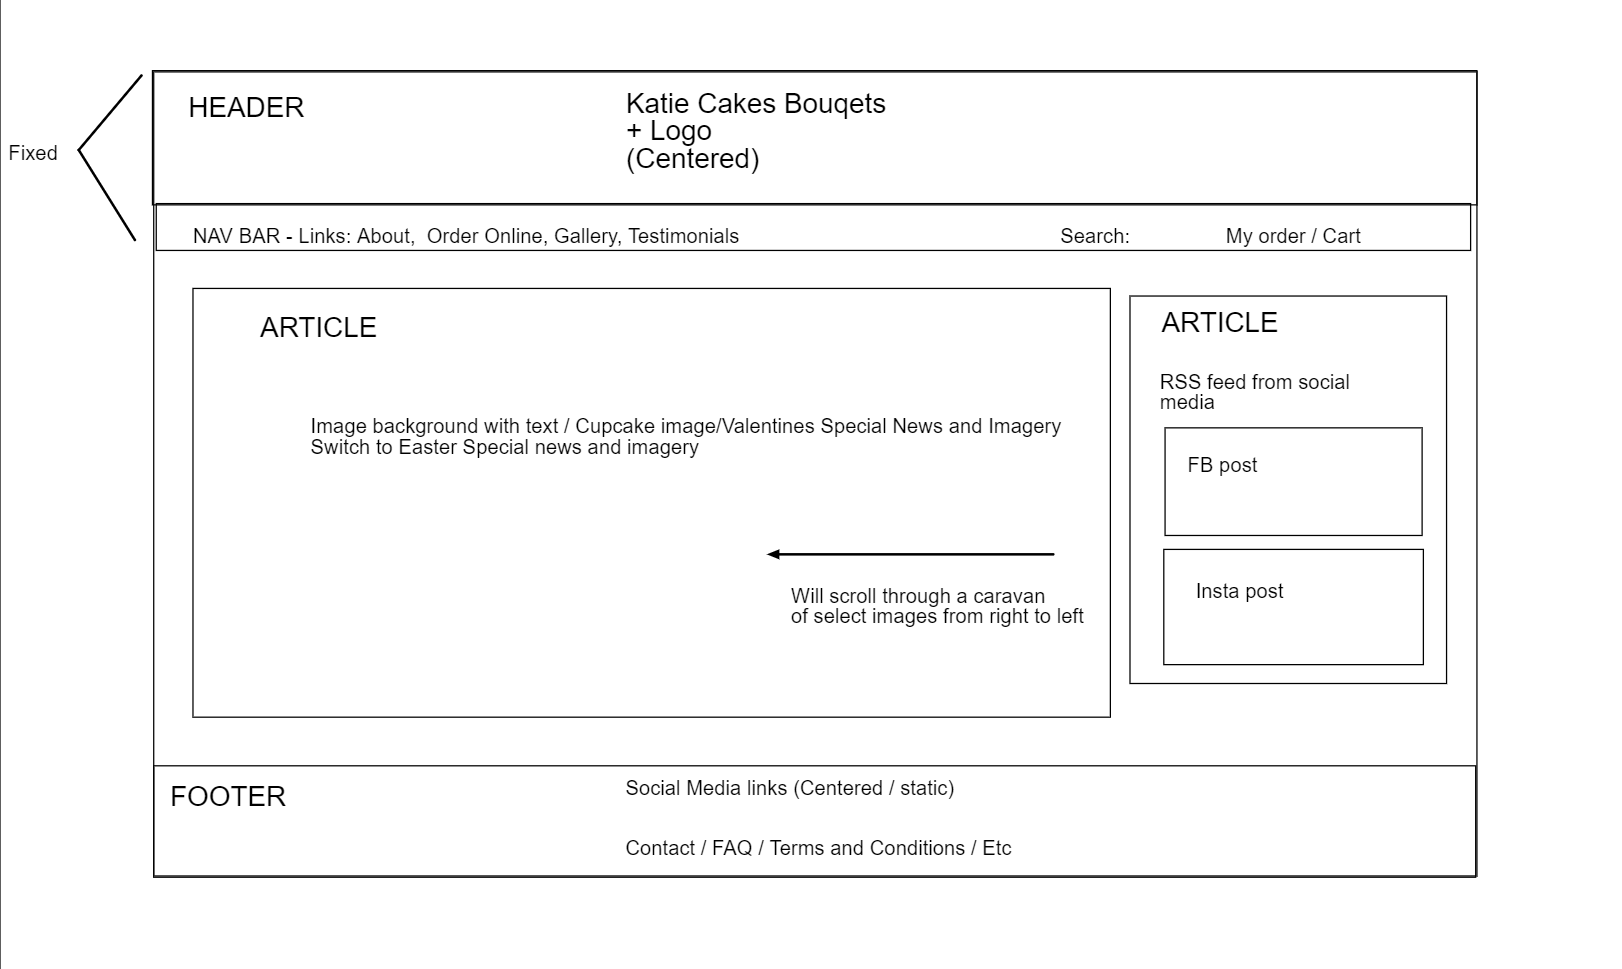 HEADER
Katie Cakes Bouqets
+ Logo
(Centered)
Fixed
NAV BAR - Links: About,  Order Online, Gallery, Testimonials
Search:
My order / Cart
ARTICLE
Image background with text / Cupcake image/Valentines Special News and Imagery
Switch to Easter Special news and imagery
Will scroll through a caravan
of select images from right to left
ARTICLE
RSS feed from social
media
FB post
Insta post
FOOTER
Social Media links (Centered / static)
Contact / FAQ / Terms and Conditions / Etc